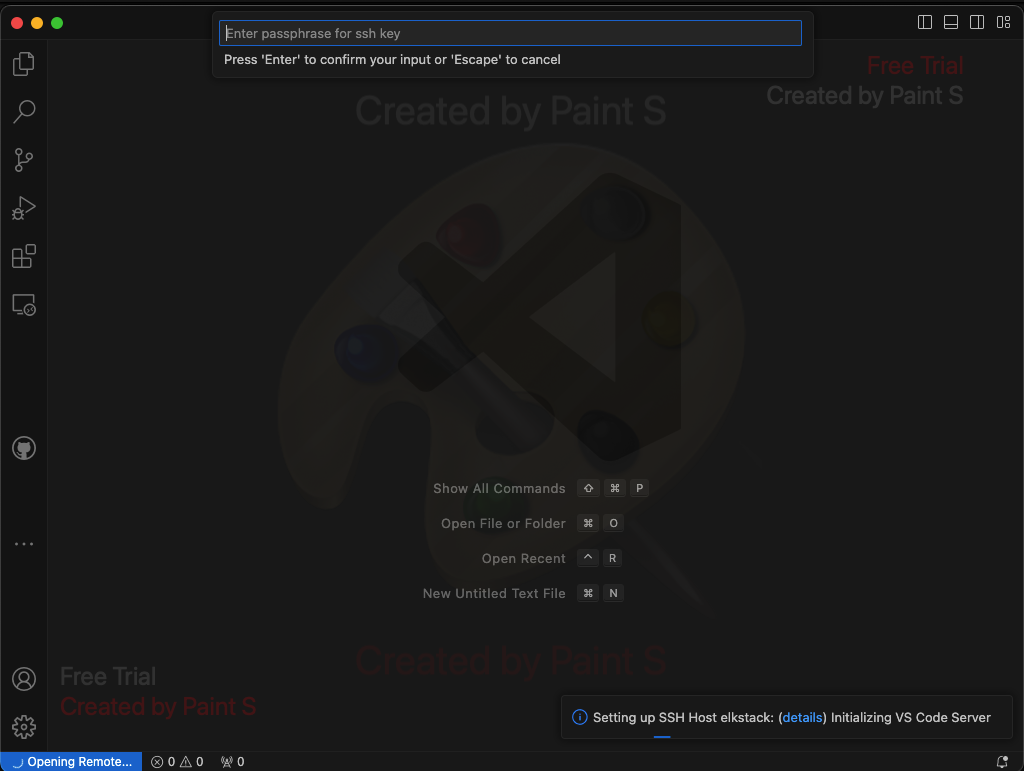 Enter passphrase for ssh key
Press 'Enter' to confirm your input or 'Escape' to cancel
Free Trial
Created by Paint S
Created by Paint S
Show All Commands ⇧ ⌘ P
Open File or Folder ⌘ O
Open Recent ^ R
New Untitled Text File ⌘ N
Created by Paint S
Free Trial
Created by Paint S
Setting up SSH Host elkstack: (details) Initializing VS Code Server
Opening Remote... 0 0 0